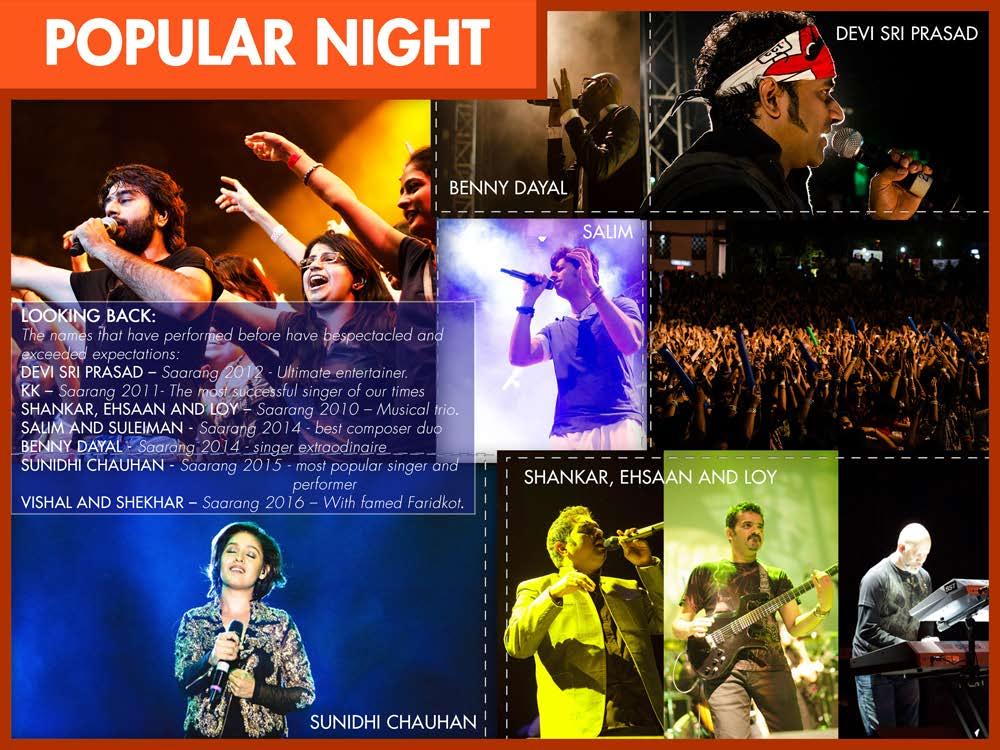 POPULAR NIGHT
DEVI SRI PRASAD
BENNY DAYAL
SALIM
LOOKING BACK:
The names that have performed before have bespectacled and
exceeded expectations:
DEVI SRI PRASAD – Saarang 2012 - Ultimate entertainer.
KK – Saarang 2011- The most successful singer of our times
SHANKAR, EHSAAN AND LOY – Saarang 2010 – Musical trio.
SALIM AND SULEIMAN - Saarang 2014 - best composer duo
BENNY DAYAL - Saarang 2014 - singer extraodinaire
SUNIDHI CHAUHAN - Saarang 2015 - most popular singer and
performer
VISHAL AND SHEKHAR – Saarang 2016 – With famed Faridkot.
SHANKAR, EHSAAN AND LOY
SUNIDHI CHAUHAN